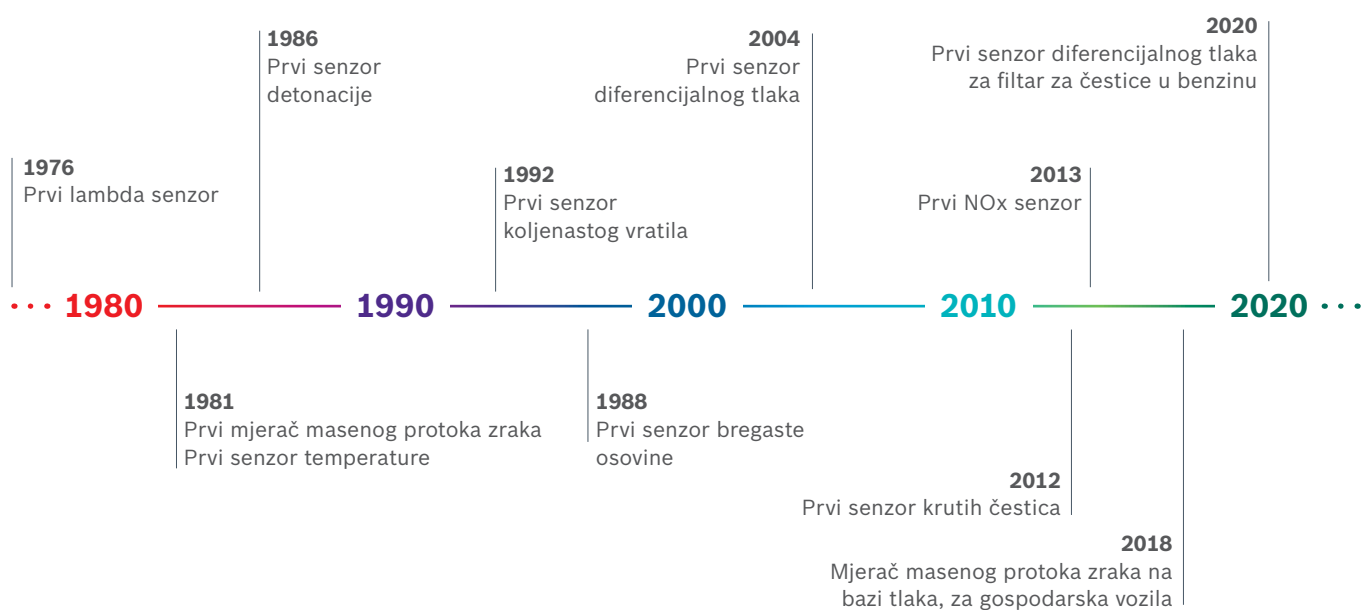 1986
Prvi senzor
detonacije
2004
Prvi senzor
diferencijalnog tlaka
2020
Prvi senzor diferencijalnog tlaka
za filtar za čestice u benzinu
1976
Prvi lambda senzor
1992
Prvi senzor
koljenastog vratila
2013
Prvi NOx senzor
1980 1990 2000 2010 2020
1981
Prvi mjerač masenog protoka zraka
Prvi senzor temperature
1988
Prvi senzor bregaste
osovine
2012
Prvi senzor krutih čestica
2018
Mjerač masenog protoka zraka na
bazi tlaka, za gospodarska vozila